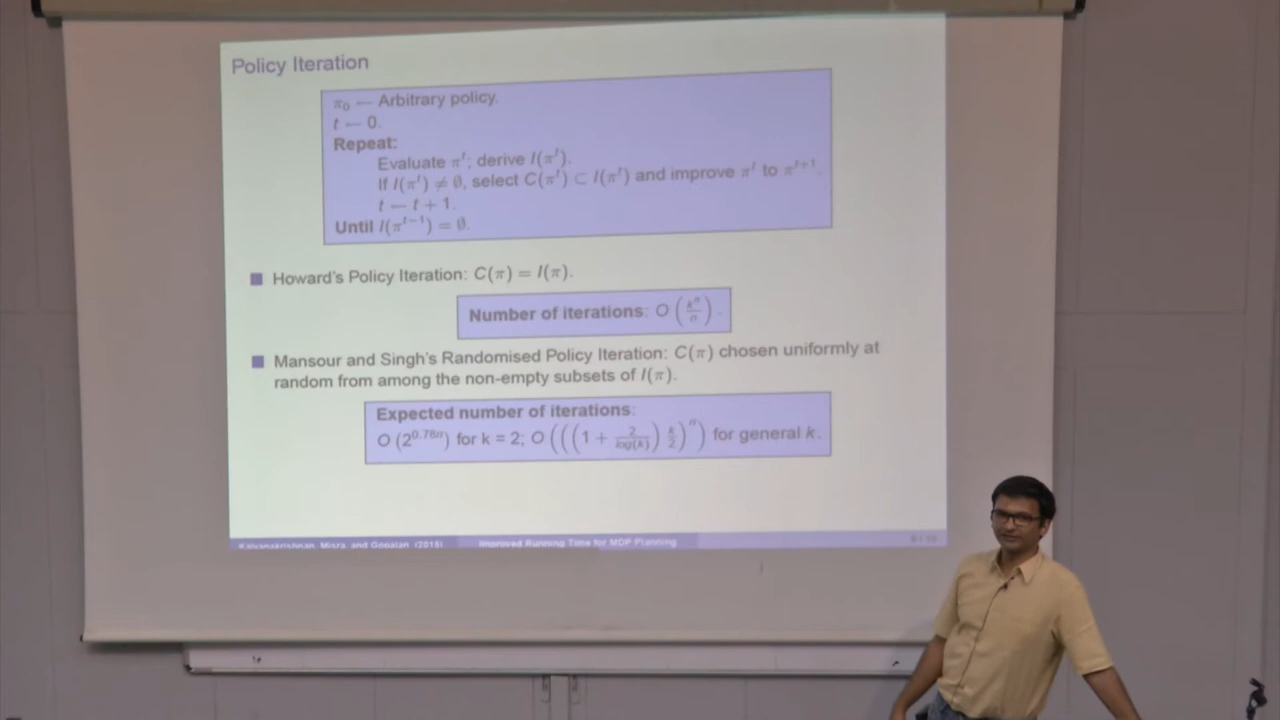 Policy Iteration
π₀ ← Arbitrary policy.
t ← 0.
Repeat:
Evaluate πᵗ; derive I(πᵗ).
If I(πᵗ) ≠ ∅, select C(πᵗ) ⊂ I(πᵗ) and improve πᵗ to πᵗ⁺¹.
t ← t + 1.
Until I(πᵗ⁻¹) = ∅.
Howard's Policy Iteration: C(π) = I(π).
Number of iterations: O (kⁿ/n).
Mansour and Singh's Randomised Policy Iteration: C(π) chosen uniformly at
random from among the non-empty subsets of I(π).
Expected number of iterations:
O (2^0.78n) for k = 2; O (((1 + 2/log(k)) k/2)ⁿ) for general k.
Kalyanakrishnan, Misra, and Gopalan (2015) Improved Running Time for MDP Planning